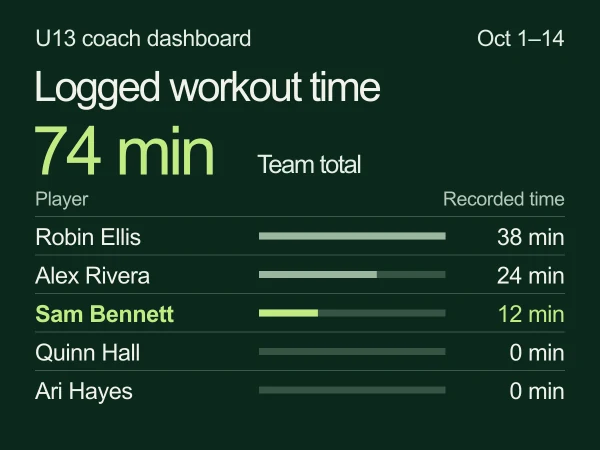 U13 coach dashboard Oct 1–14
Logged workout time
74 min Team total
Player Recorded time
Robin Ellis 38 min
Alex Rivera 24 min
Sam Bennett 12 min
Quinn Hall 0 min
Ari Hayes 0 min